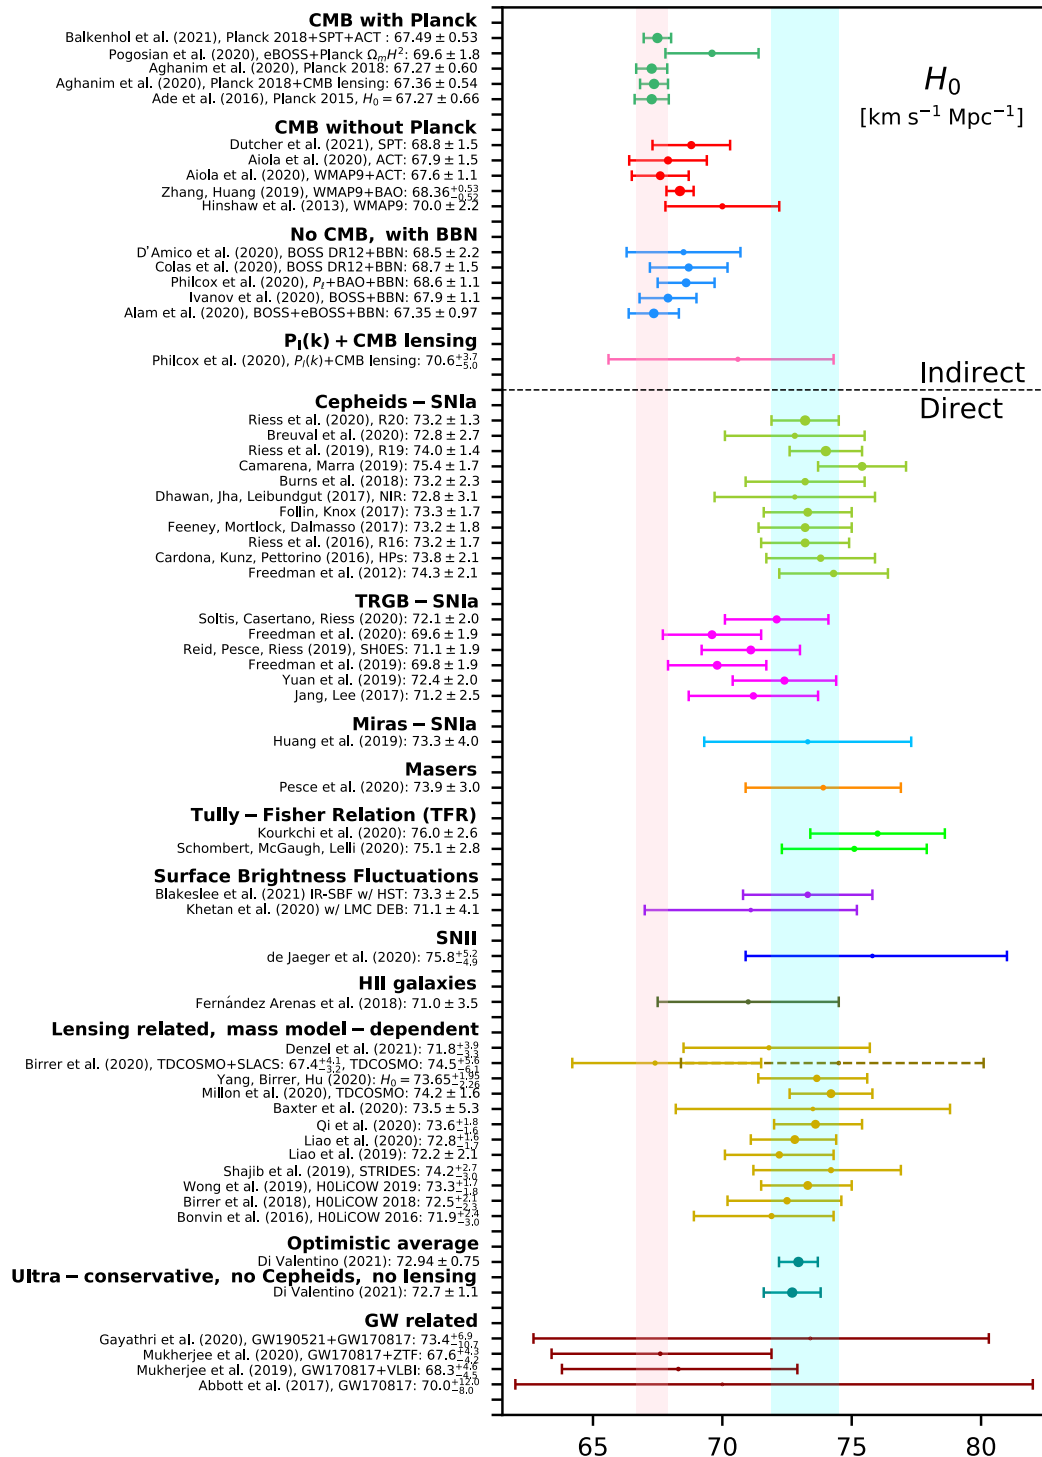 CMB with Planck
Balkenhol et al. (2021), Planck 2018+SPT+ACT : 67.49 ± 0.53
Pogosian et al. (2020), eBOSS+Planck Ω_mH²: 69.6 ± 1.8
Aghanim et al. (2020), Planck 2018: 67.27 ± 0.60
Aghanim et al. (2020), Planck 2018+CMB lensing: 67.36 ± 0.54
Ade et al. (2016), Planck 2015, H₀ = 67.27 ± 0.66
H₀
[km s⁻¹ Mpc⁻¹]
CMB without Planck
Dutcher et al. (2021), SPT: 68.8 ± 1.5
Aiola et al. (2020), ACT: 67.9 ± 1.5
Aiola et al. (2020), WMAP9+ACT: 67.6 ± 1.1
Zhang, Huang (2019), WMAP9+BAO: 68.36 +0.53 −0.52
Hinshaw et al. (2013), WMAP9: 70.0 ± 2.2
No CMB, with BBN
D'Amico et al. (2020), BOSS DR12+BBN: 68.5 ± 2.2
Colas et al. (2020), BOSS DR12+BBN: 68.7 ± 1.5
Philcox et al. (2020), P_ℓ+BAO+BBN: 68.6 ± 1.1
Ivanov et al. (2020), BOSS+BBN: 67.9 ± 1.1
Alam et al. (2020), BOSS+eBOSS+BBN: 67.35 ± 0.97
P_l(k) + CMB lensing
Philcox et al. (2020), P_l(k)+CMB lensing: 70.6 +3.7 −5.0
Indirect
Direct
Cepheids − SNIa
Riess et al. (2020), R20: 73.2 ± 1.3
Breuval et al. (2020): 72.8 ± 2.7
Riess et al. (2019), R19: 74.0 ± 1.4
Camarena, Marra (2019): 75.4 ± 1.7
Burns et al. (2018): 73.2 ± 2.3
Dhawan, Jha, Leibundgut (2017), NIR: 72.8 ± 3.1
Follin, Knox (2017): 73.3 ± 1.7
Feeney, Mortlock, Dalmasso (2017): 73.2 ± 1.8
Riess et al. (2016), R16: 73.2 ± 1.7
Cardona, Kunz, Pettorino (2016), HPs: 73.8 ± 2.1
Freedman et al. (2012): 74.3 ± 2.1
TRGB − SNIa
Soltis, Casertano, Riess (2020): 72.1 ± 2.0
Freedman et al. (2020): 69.6 ± 1.9
Reid, Pesce, Riess (2019), SH0ES: 71.1 ± 1.9
Freedman et al. (2019): 69.8 ± 1.9
Yuan et al. (2019): 72.4 ± 2.0
Jang, Lee (2017): 71.2 ± 2.5
Miras − SNIa
Huang et al. (2019): 73.3 ± 4.0
Masers
Pesce et al. (2020): 73.9 ± 3.0
Tully − Fisher Relation (TFR)
Kourkchi et al. (2020): 76.0 ± 2.6
Schombert, McGaugh, Lelli (2020): 75.1 ± 2.8
Surface Brightness Fluctuations
Blakeslee et al. (2021) IR-SBF w/ HST: 73.3 ± 2.5
Khetan et al. (2020) w/ LMC DEB: 71.1 ± 4.1
SNII
de Jaeger et al. (2020): 75.8 +5.2 −4.9
HII galaxies
Fernández Arenas et al. (2018): 71.0 ± 3.5
Lensing related, mass model − dependent
Denzel et al. (2021): 71.8 +3.9 −3.3
Birrer et al. (2020), TDCOSMO+SLACS: 67.4 +4.1 −3.2, TDCOSMO: 74.5 +5.6 −6.1
Yang, Birrer, Hu (2020): H₀ = 73.65 +1.95 −2.26
Millon et al. (2020), TDCOSMO: 74.2 ± 1.6
Baxter et al. (2020): 73.5 ± 5.3
Qi et al. (2020): 73.6 +1.8 −1.6
Liao et al. (2020): 72.8 +1.6 −1.7
Liao et al. (2019): 72.2 ± 2.1
Shajib et al. (2019), STRIDES: 74.2 +2.7 −3.0
Wong et al. (2019), H0LiCOW 2019: 73.3 +1.7 −1.8
Birrer et al. (2018), H0LiCOW 2018: 72.5 +2.1 −2.3
Bonvin et al. (2016), H0LiCOW 2016: 71.9 +2.4 −3.0
Optimistic average
Di Valentino (2021): 72.94 ± 0.75
Ultra − conservative, no Cepheids, no lensing
Di Valentino (2021): 72.7 ± 1.1
GW related
Gayathri et al. (2020), GW190521+GW170817: 73.4 +6.9 −10.7
Mukherjee et al. (2020), GW170817+ZTF: 67.6 +4.3 −4.2
Mukherjee et al. (2019), GW170817+VLBI: 68.3 +4.6 −4.5
Abbott et al. (2017), GW170817: 70.0 +12.0 −8.0
65 70 75 80